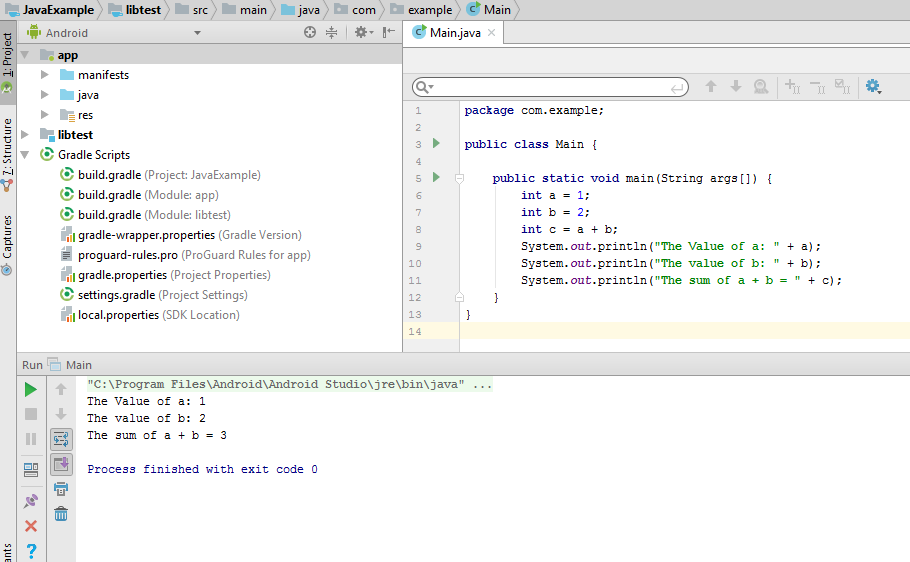 JavaExample libtest src main java com example Main
Android
Main.java
1: Project
app
manifests
java
res
libtest
Gradle Scripts
build.gradle (Project: JavaExample)
build.gradle (Module: app)
build.gradle (Module: libtest)
gradle-wrapper.properties (Gradle Version)
proguard-rules.pro (ProGuard Rules for app)
gradle.properties (Project Properties)
settings.gradle (Project Settings)
local.properties (SDK Location)
Z: Structure
Captures
1 package com.example;
2
3 public class Main {
4
5 public static void main(String args[]) {
6 int a = 1;
7 int b = 2;
8 int c = a + b;
9 System.out.println("The Value of a: " + a);
10 System.out.println("The value of b: " + b);
11 System.out.println("The sum of a + b = " + c);
12 }
13 }
14
Run Main
"C:\Program Files\Android\Android Studio\jre\bin\java" ...
The Value of a: 1
The value of b: 2
The sum of a + b = 3
Process finished with exit code 0